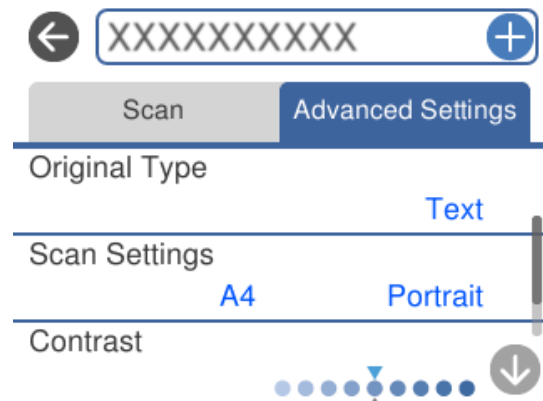 XXXXXXXXXX
Scan
Advanced Settings
Original Type
Text
Scan Settings
A4 Portrait
Contrast